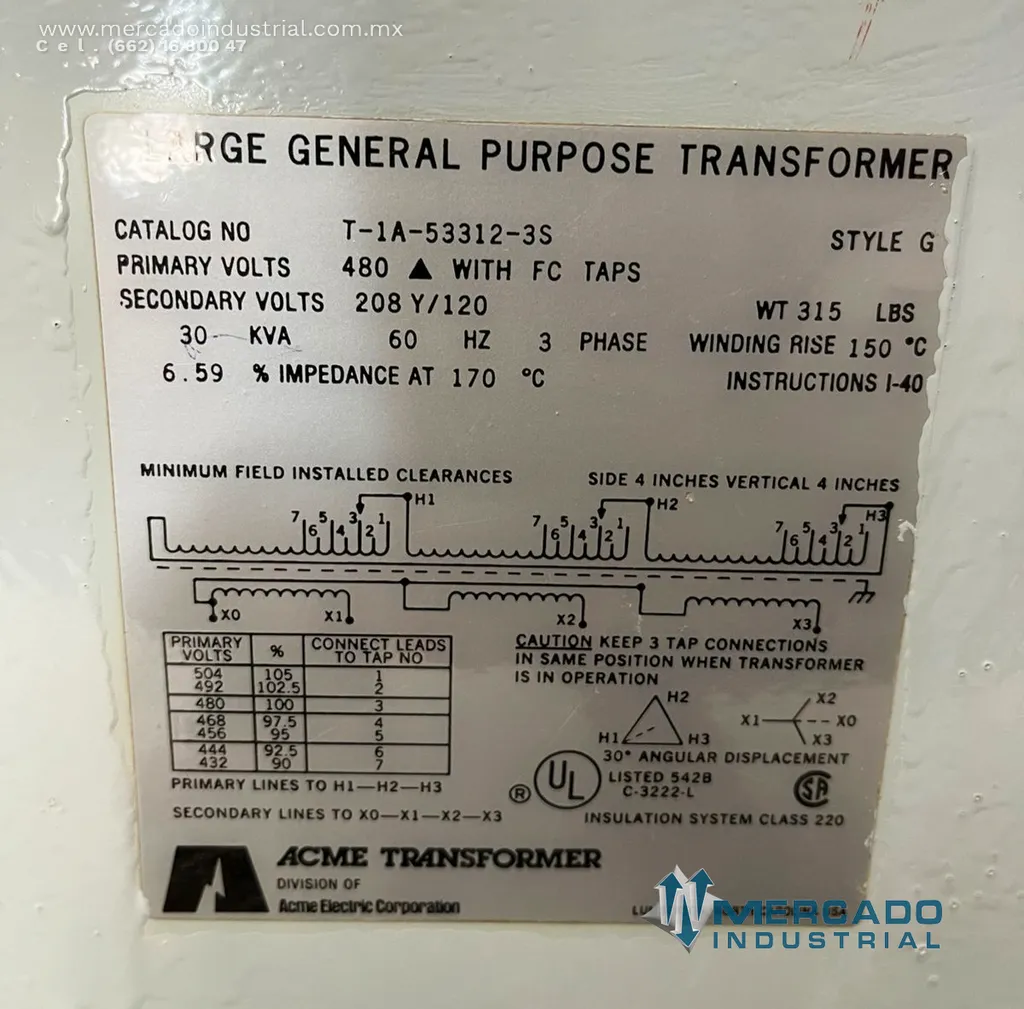 www.mercadoindustrial.com.mx
Cel. (662) 16 800 47
LARGE GENERAL PURPOSE TRANSFORMER
CATALOG NO T-1A-53312-3S STYLE G
PRIMARY VOLTS 480 ▲ WITH FC TAPS
SECONDARY VOLTS 208 Y/120 WT 315 LBS
30 KVA 60 HZ 3 PHASE WINDING RISE 150 °C
6.59 % IMPEDANCE AT 170 °C INSTRUCTIONS I-40
MINIMUM FIELD INSTALLED CLEARANCES SIDE 4 INCHES VERTICAL 4 INCHES
H1 H2 H3
7 6 5 4 3 2 1 7 6 5 4 3 2 1 7 6 5 4 3 2 1
X0 X1 X2 X3
PRIMARY VOLTS % CONNECT LEADS TO TAP NO
504 105 1
492 102.5 2
480 100 3
468 97.5 4
456 95 5
444 92.5 6
432 90 7
PRIMARY LINES TO H1—H2—H3
SECONDARY LINES TO X0—X1—X2—X3
CAUTION KEEP 3 TAP CONNECTIONS
IN SAME POSITION WHEN TRANSFORMER
IS IN OPERATION
H2 X2
X1 X0
H1 H3 X3
30° ANGULAR DISPLACEMENT
® UL LISTED 542B SA
C-3222-L
INSULATION SYSTEM CLASS 220
ACME TRANSFORMER
DIVISION OF
Acme Electric Corporation
MERCADO
INDUSTRIAL